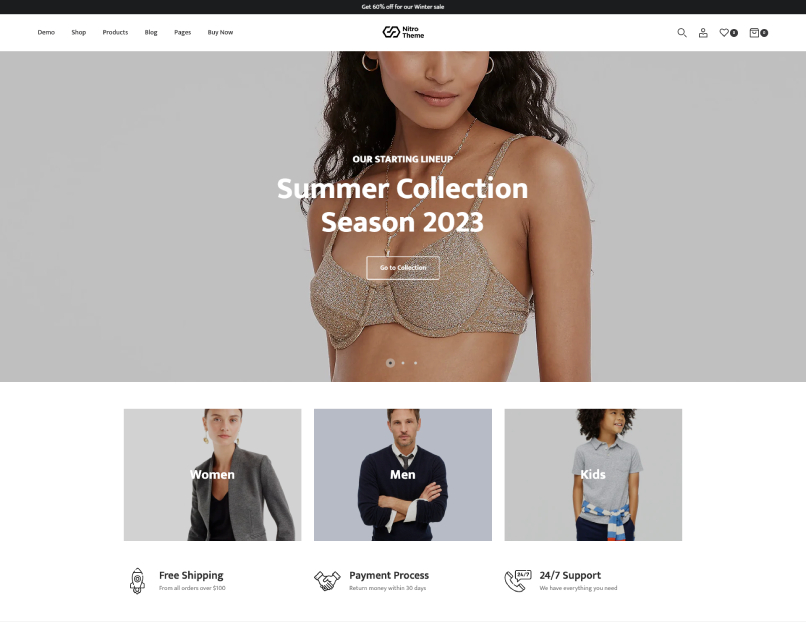 Get 60% off for our Winter sale
Demo Shop Products Blog Pages Buy Now
Nitro
Theme
OUR STARTING LINEUP
Summer Collection
Season 2023
Go to Collection
Women
Men
Kids
Free Shipping
From all orders over $100
Payment Process
Return money within 30 days
24/7
24/7 Support
We have everything you need